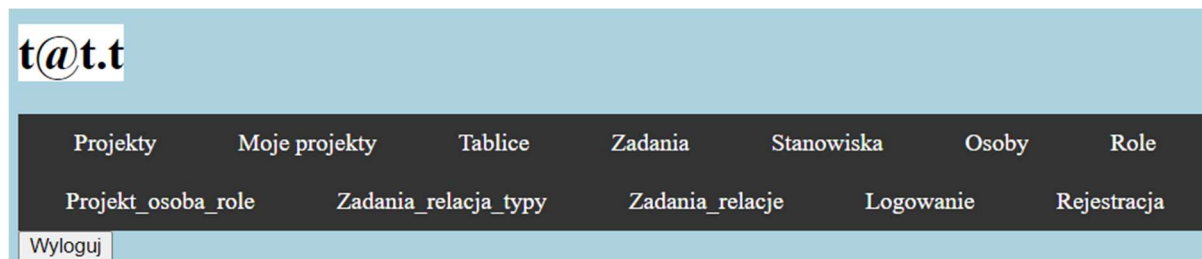 t@t.t
Projekty Moje projekty Tablice Zadania Stanowiska Osoby Role
Projekt_osoba_role Zadania_relacja_typy Zadania_relacje Logowanie Rejestracja
Wyloguj